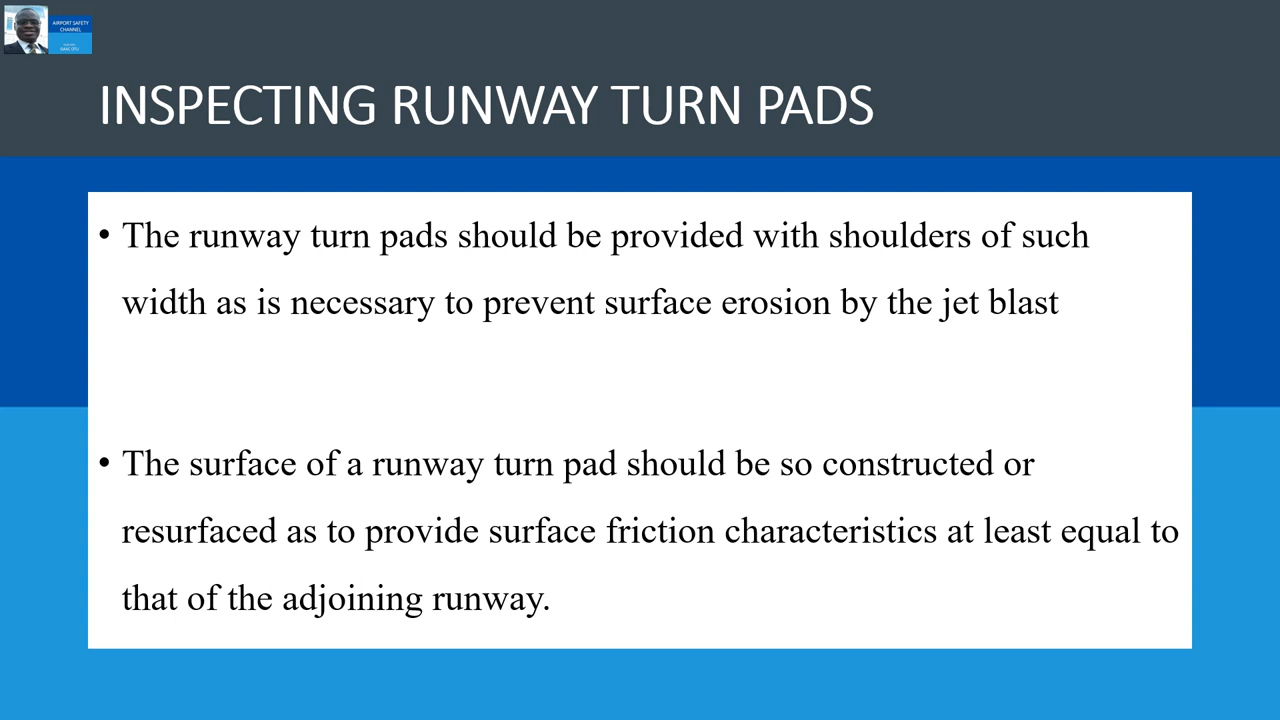 AIRPORT SAFETY
CHANNEL
INSPECTING RUNWAY TURN PADS
• The runway turn pads should be provided with shoulders of such
width as is necessary to prevent surface erosion by the jet blast
• The surface of a runway turn pad should be so constructed or
resurfaced as to provide surface friction characteristics at least equal to
that of the adjoining runway.